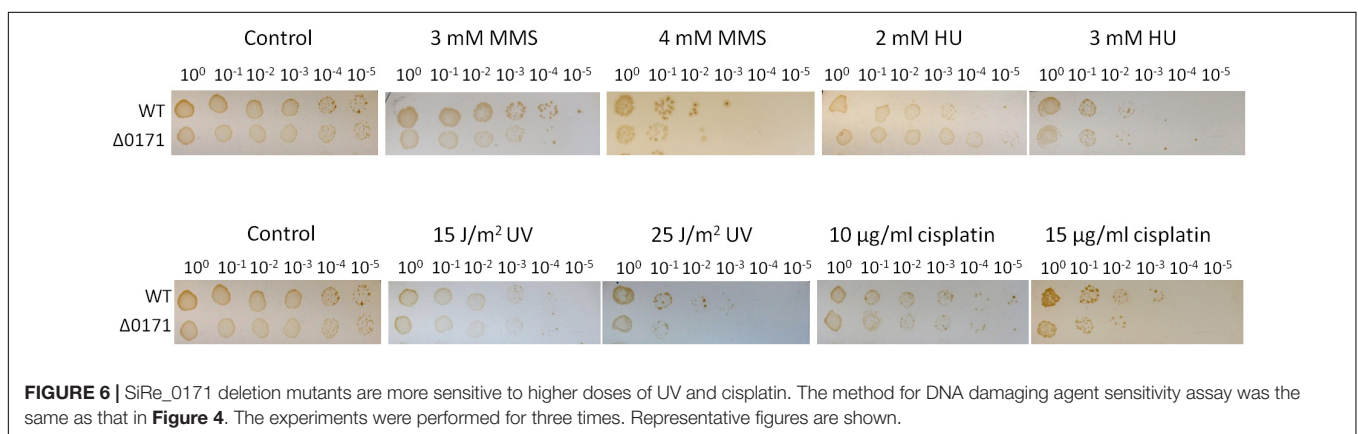 Control 3 mM MMS 4 mM MMS 2 mM HU 3 mM HU
10⁰ 10⁻¹ 10⁻² 10⁻³ 10⁻⁴ 10⁻⁵ 10⁰ 10⁻¹ 10⁻² 10⁻³ 10⁻⁴ 10⁻⁵ 10⁰ 10⁻¹ 10⁻² 10⁻³ 10⁻⁴ 10⁻⁵ 10⁰ 10⁻¹ 10⁻² 10⁻³ 10⁻⁴ 10⁻⁵ 10⁰ 10⁻¹ 10⁻² 10⁻³ 10⁻⁴ 10⁻⁵
WT
Δ0171
Control 15 J/m² UV 25 J/m² UV 10 µg/ml cisplatin 15 µg/ml cisplatin
10⁰ 10⁻¹ 10⁻² 10⁻³ 10⁻⁴ 10⁻⁵ 10⁰ 10⁻¹ 10⁻² 10⁻³ 10⁻⁴ 10⁻⁵ 10⁰ 10⁻¹ 10⁻² 10⁻³ 10⁻⁴ 10⁻⁵ 10⁰ 10⁻¹ 10⁻² 10⁻³ 10⁻⁴ 10⁻⁵ 10⁰ 10⁻¹ 10⁻² 10⁻³ 10⁻⁴ 10⁻⁵
WT
Δ0171
FIGURE 6 | SiRe_0171 deletion mutants are more sensitive to higher doses of UV and cisplatin. The method for DNA damaging agent sensitivity assay was the
same as that in Figure 4. The experiments were performed for three times. Representative figures are shown.